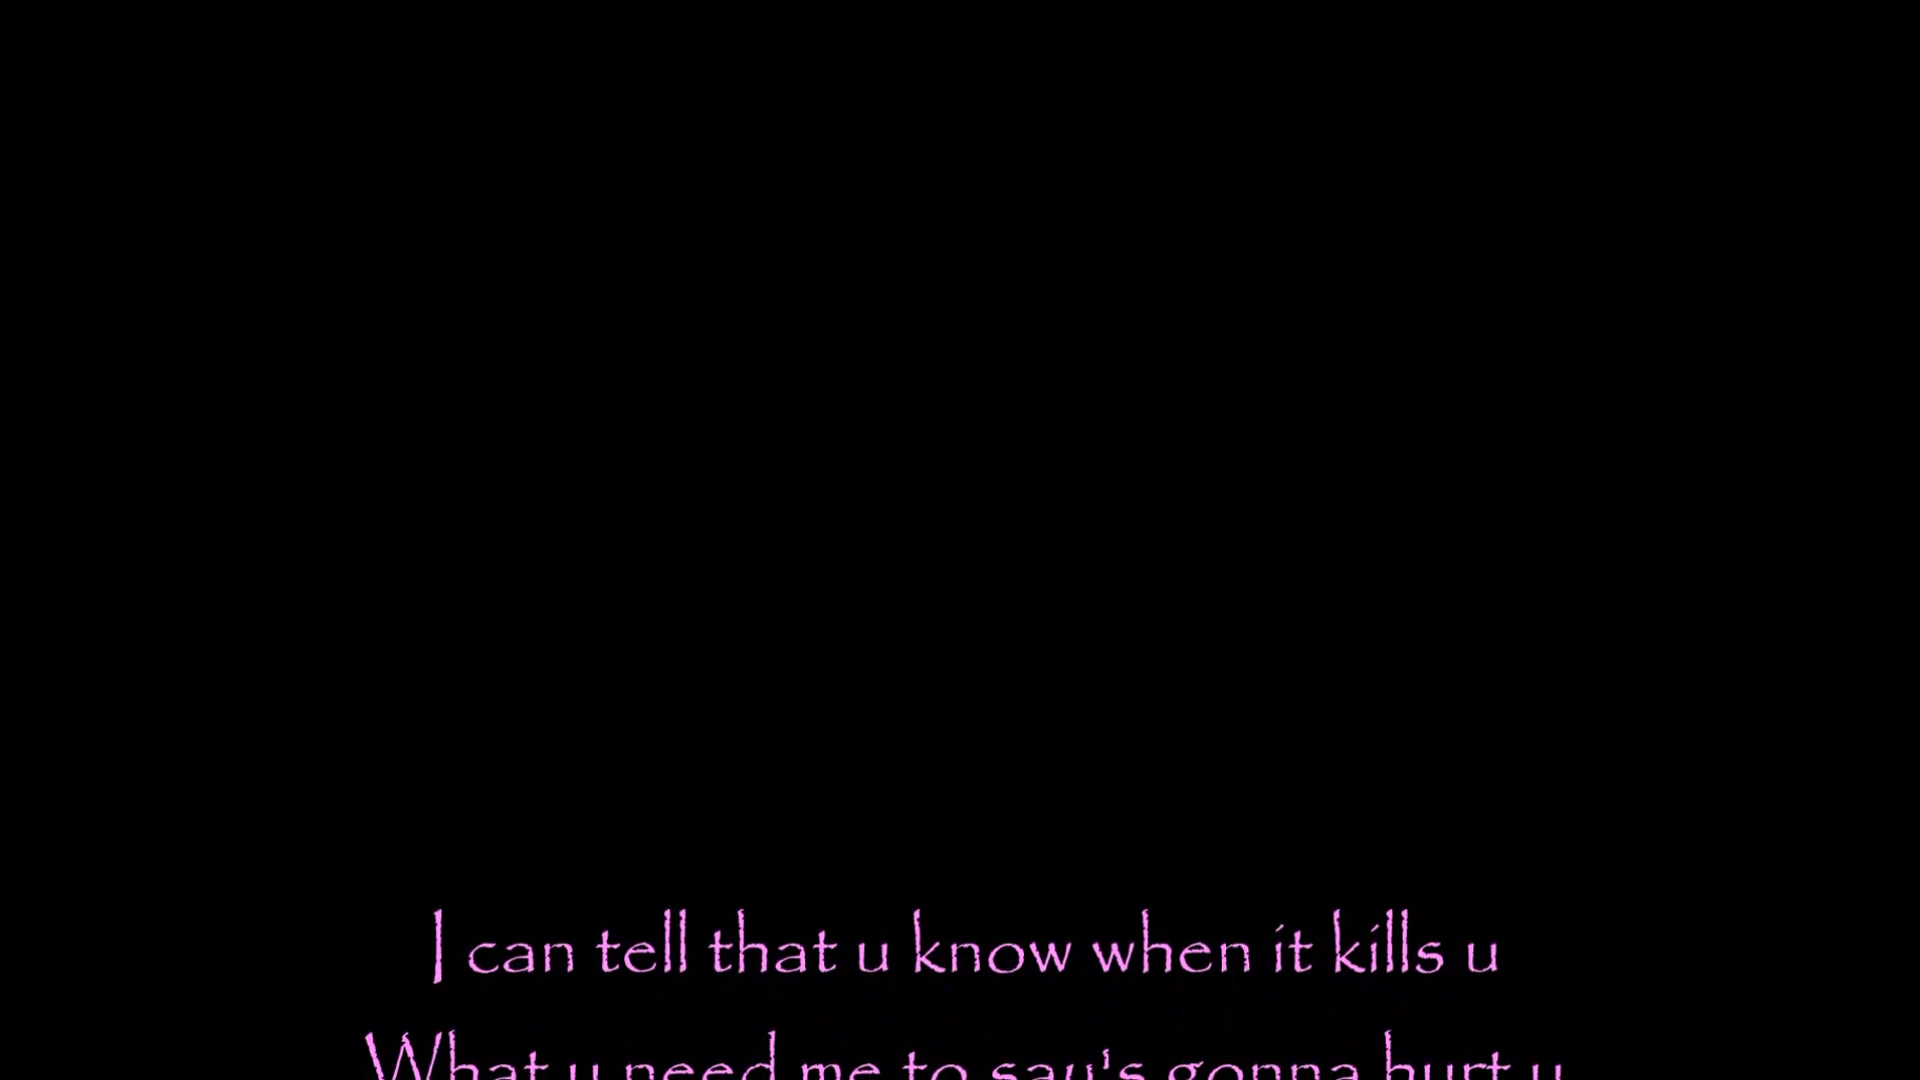 I can tell that u know when it kills u
What u need me to say's gonna hurt u